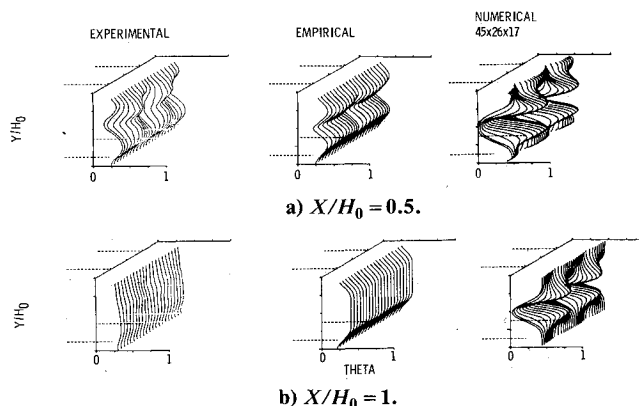 EXPERIMENTAL EMPIRICAL NUMERICAL
45x26x17
Y/H0
0 1 0 1 0 1
a) X/H0 = 0.5.
Y/H0
0 1 0 1 0 1
THETA
b) X/H0 = 1.